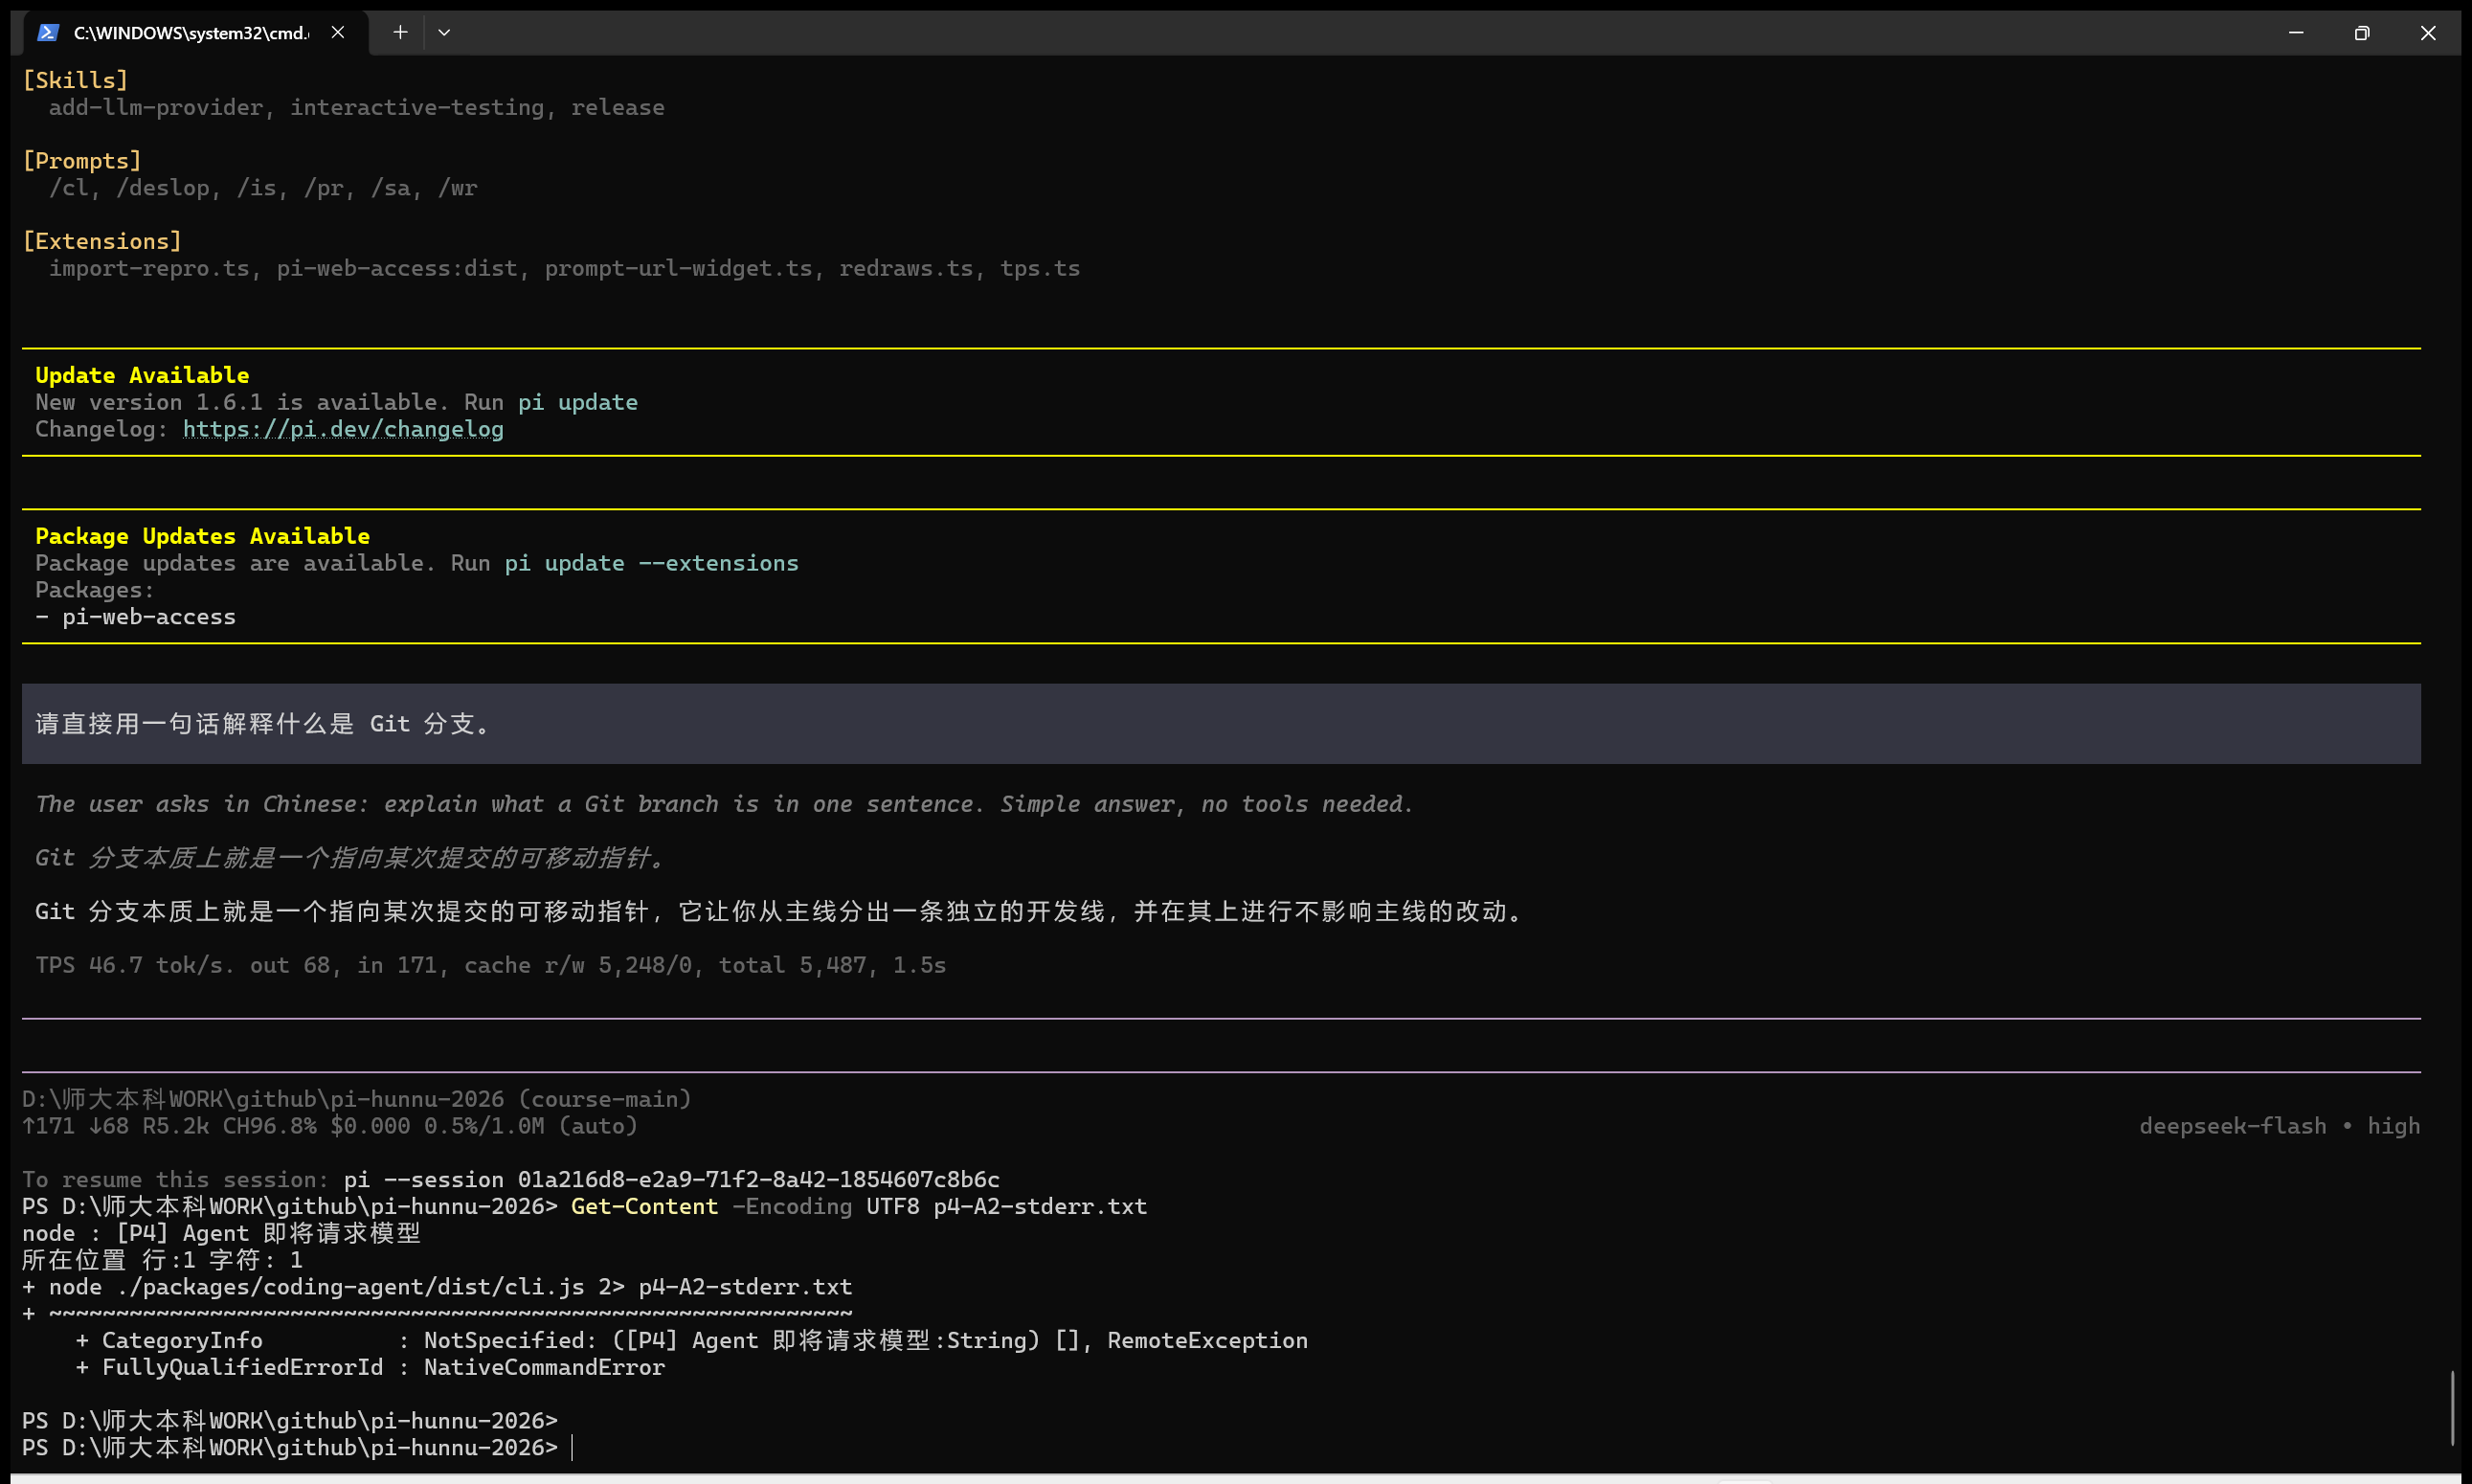 C:\WINDOWS\system32\cmd.
[Skills]
add-llm-provider, interactive-testing, release
[Prompts]
/cl, /deslop, /is, /pr, /sa, /wr
[Extensions]
import-repro.ts, pi-web-access:dist, prompt-url-widget.ts, redraws.ts, tps.ts
Update Available
New version 1.6.1 is available. Run pi update
Changelog: https://pi.dev/changelog
Package Updates Available
Package updates are available. Run pi update --extensions
Packages:
- pi-web-access
请直接用一句话解释什么是 Git 分支。
The user asks in Chinese: explain what a Git branch is in one sentence. Simple answer, no tools needed.
Git 分支本质上就是一个指向某次提交的可移动指针。
Git 分支本质上就是一个指向某次提交的可移动指针，它让你从主线分出一条独立的开发线，并在其上进行不影响主线的改动。
TPS 46.7 tok/s. out 68, in 171, cache r/w 5,248/0, total 5,487, 1.5s
D:\师大本科WORK\github\pi-hunnu-2026 (course-main)
↑171 ↓68 R5.2k CH96.8% $0.000 0.5%/1.0M (auto) deepseek-flash • high
To resume this session: pi --session 01a216d8-e2a9-71f2-8a42-1854607c8b6c
PS D:\师大本科WORK\github\pi-hunnu-2026> Get-Content -Encoding UTF8 p4-A2-stderr.txt
node : [P4] Agent 即将请求模型
所在位置 行:1 字符: 1
+ node ./packages/coding-agent/dist/cli.js 2> p4-A2-stderr.txt
+ ~~~~~~~~~~~~~~~~~~~~~~~~~~~~~~~~~~~~~~~~~~~~~~~~~~~~~~~~~~~~
+ CategoryInfo : NotSpecified: ([P4] Agent 即将请求模型:String) [], RemoteException
+ FullyQualifiedErrorId : NativeCommandError
PS D:\师大本科WORK\github\pi-hunnu-2026>
PS D:\师大本科WORK\github\pi-hunnu-2026>